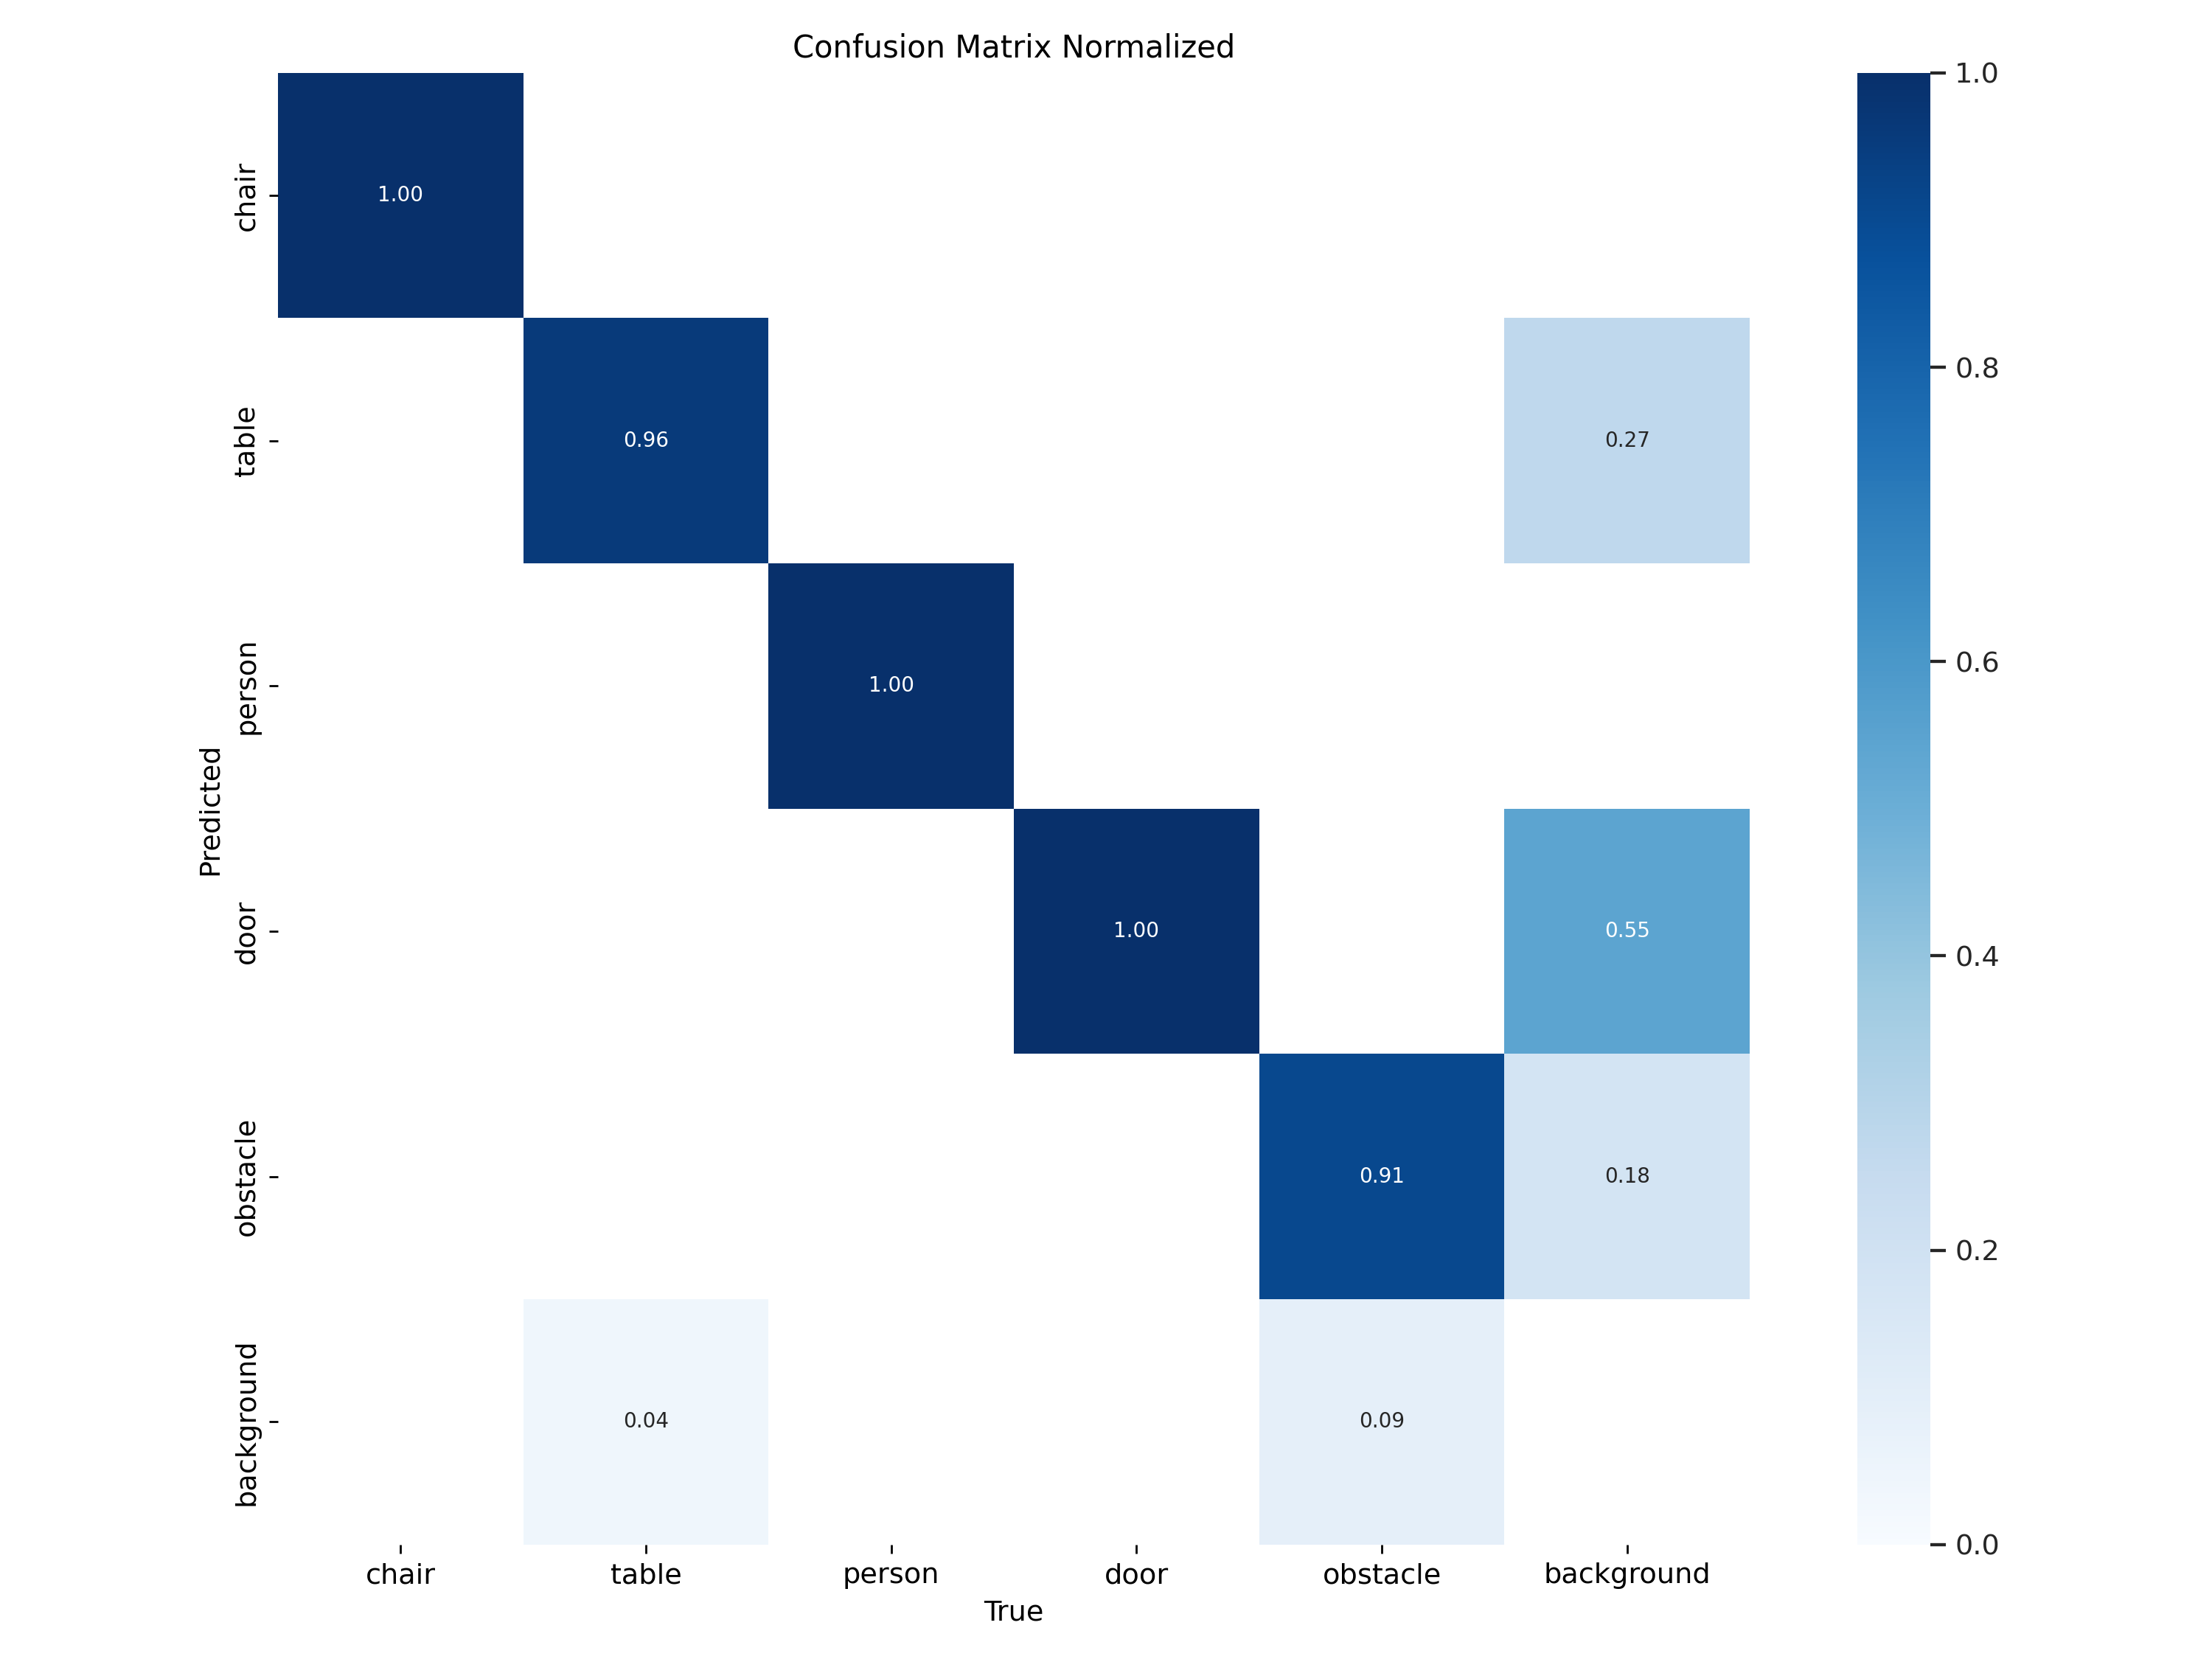 Confusion Matrix Normalized
1.0
chair
1.00
0.8
table
0.96
0.27
0.6
person
1.00
Predicted
door
1.00
0.55
0.4
obstacle
0.91
0.18
0.2
background
0.04
0.09
0.0
chair table person door obstacle background
True